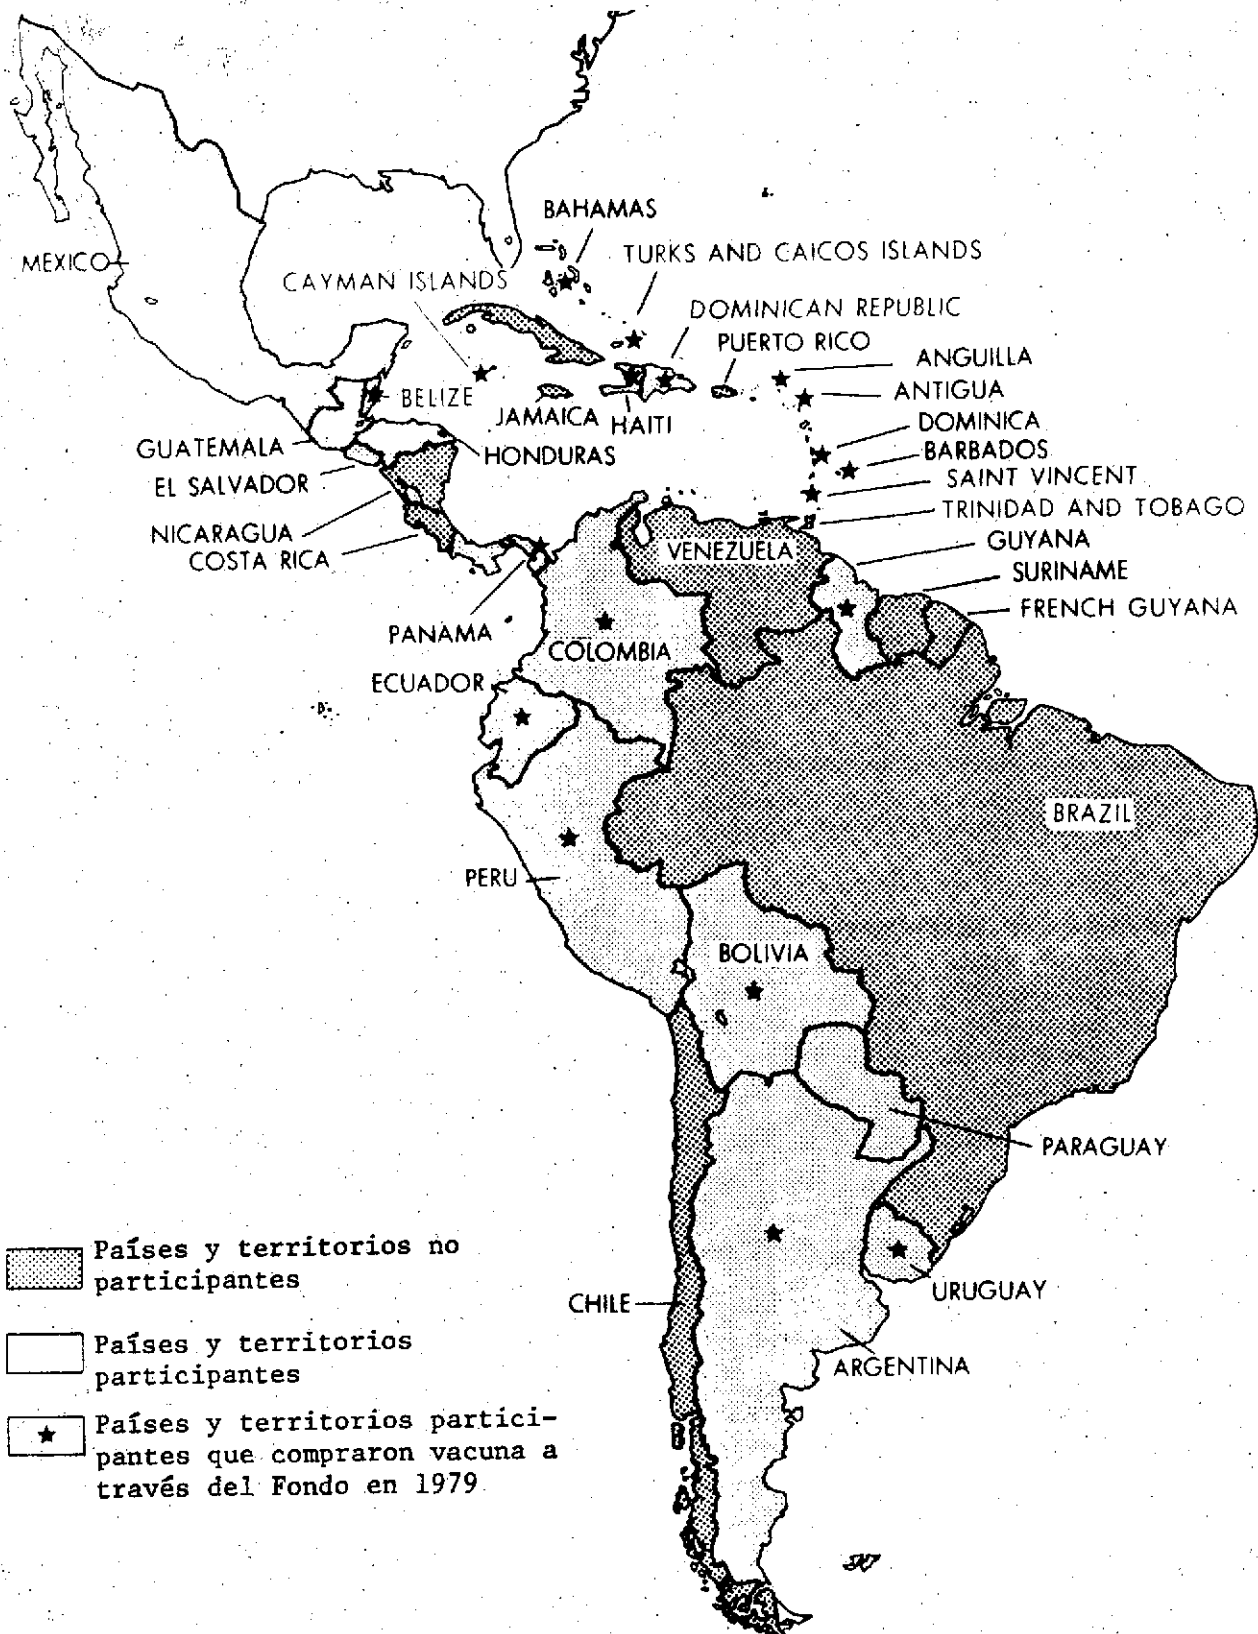 BAHAMAS
TURKS AND CAICOS ISLANDS
MEXICO
CAYMAN ISLANDS
DOMINICAN REPUBLIC
PUERTO RICO
ANGUILLA
ANTIGUA
BELIZE
JAMAICA
HAITI
DOMINICA
GUATEMALA
HONDURAS
BARBADOS
EL SALVADOR
SAINT VINCENT
TRINIDAD AND TOBAGO
NICARAGUA
GUYANA
COSTA RICA
VENEZUELA
SURINAME
FRENCH GUYANA
PANAMA
COLOMBIA
ECUADOR
BRAZIL
PERU
BOLIVIA
PARAGUAY
URUGUAY
CHILE
ARGENTINA
Países y territorios no
participantes
Países y territorios
participantes
Países y territorios partici-
pantes que compraron vacuna a
través del Fondo en 1979